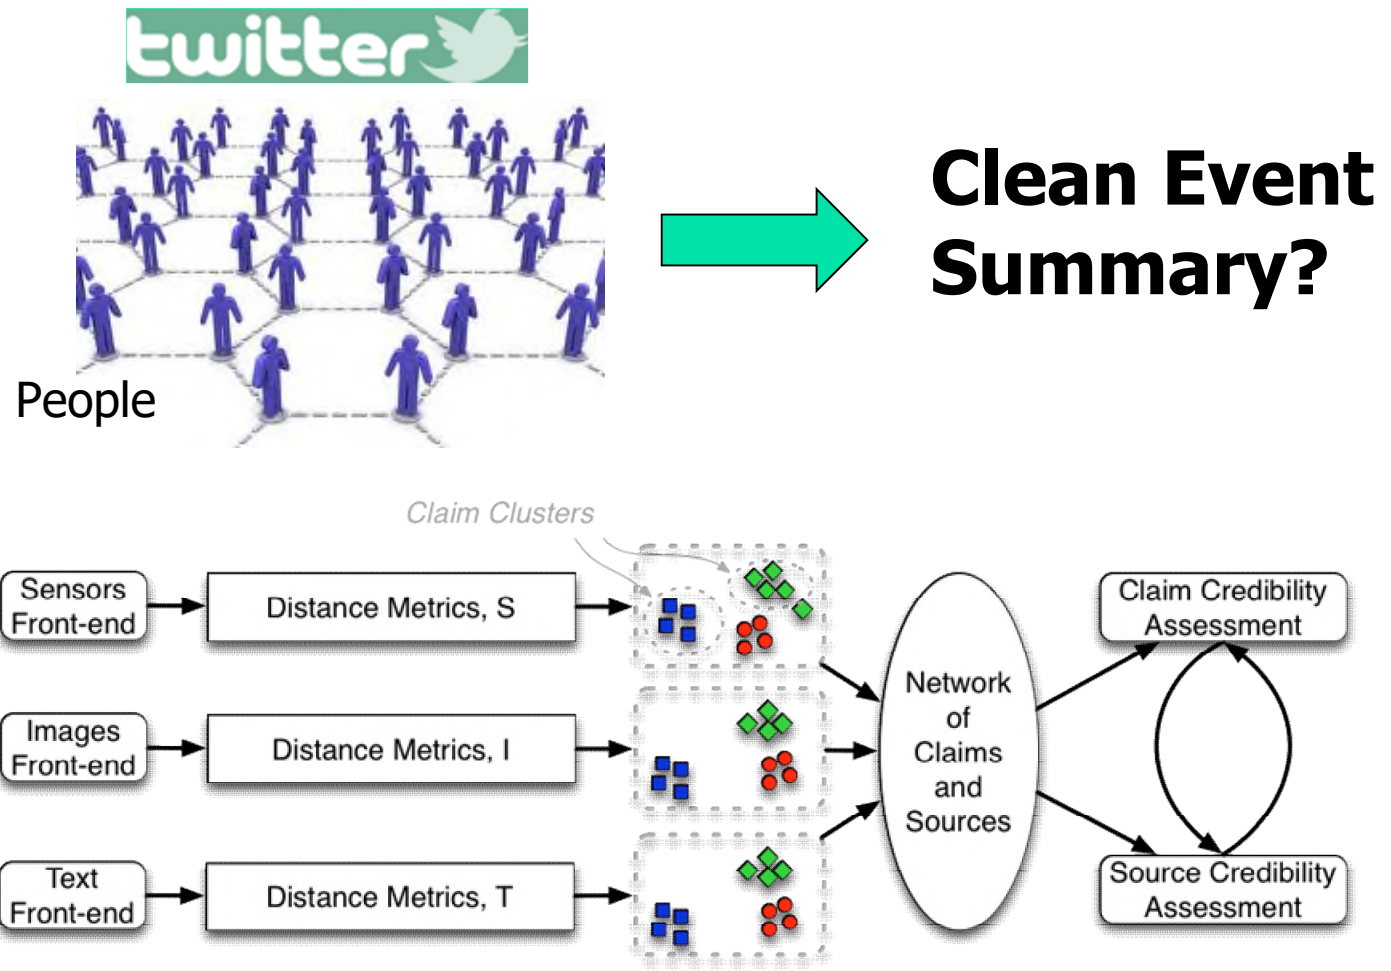 twitter
Clean Event
Summary?
People
Claim Clusters
Sensors
Front-end
Distance Metrics, S
Claim Credibility
Assessment
Images
Front-end
Distance Metrics, I
Network
of
Claims
and
Sources
Text
Front-end
Distance Metrics, T
Source Credibility
Assessment